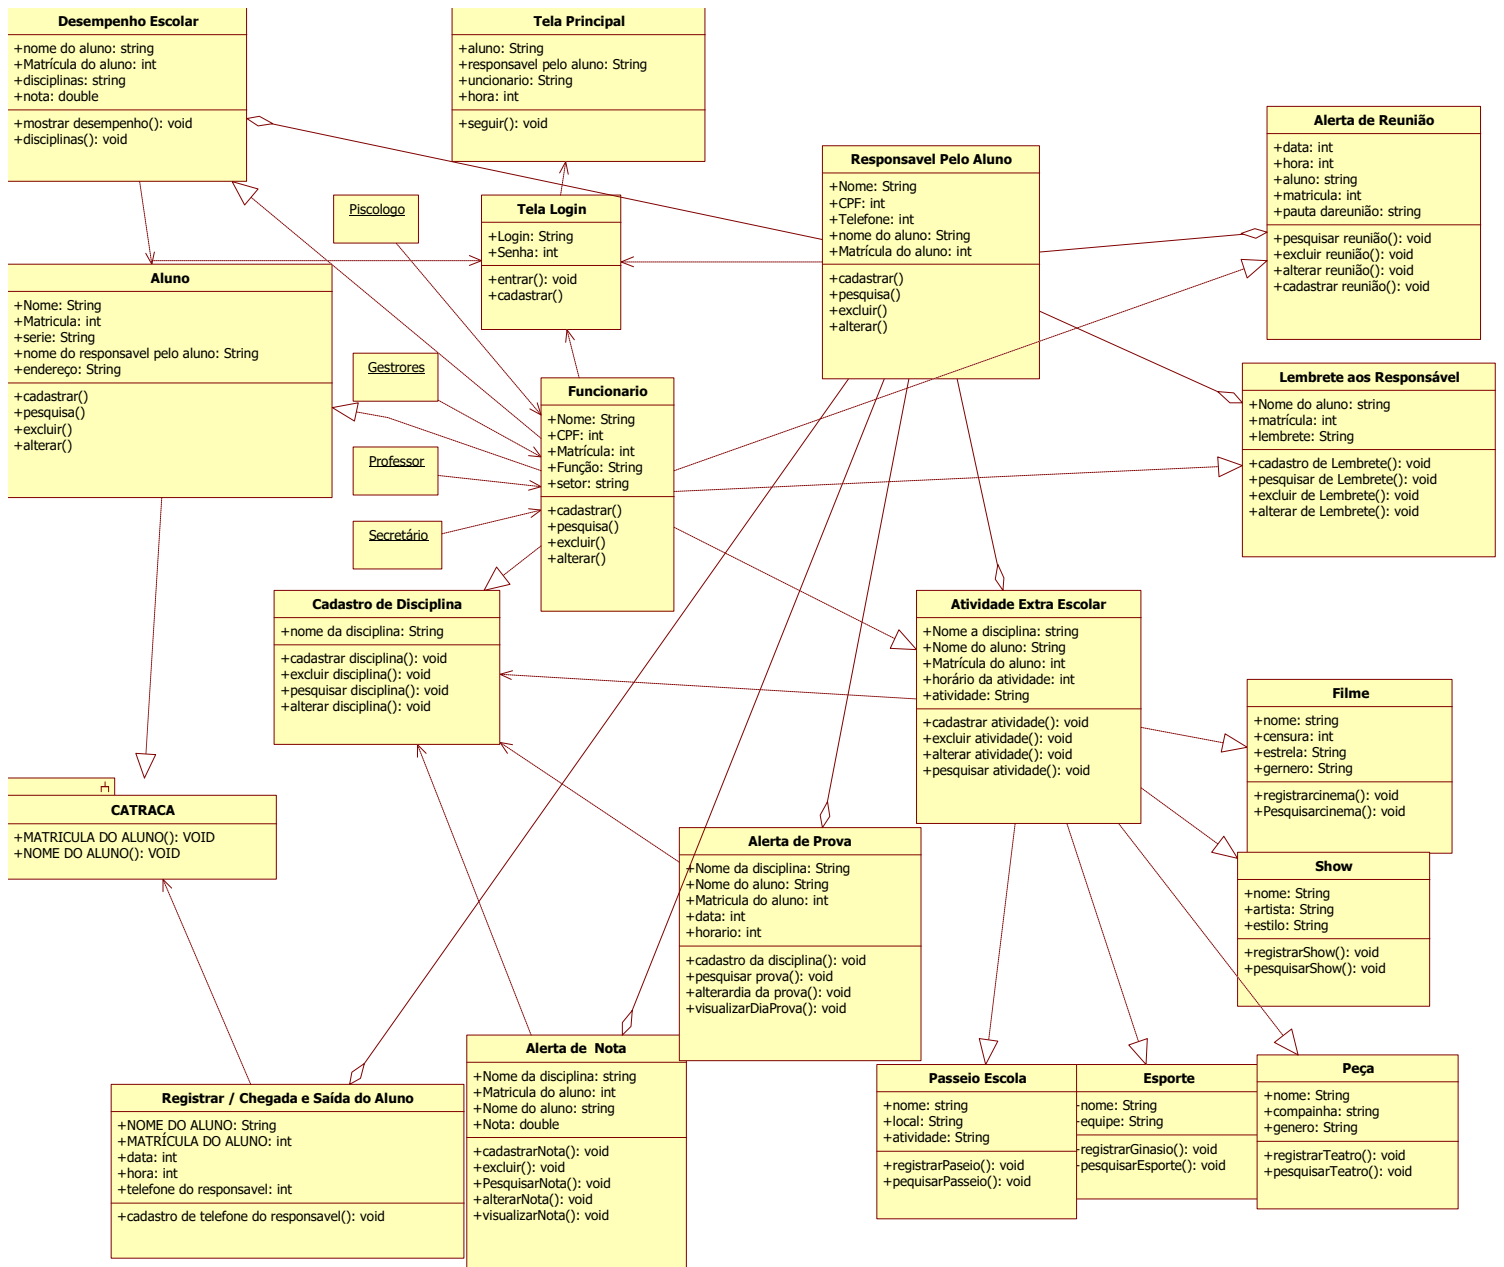 Desempenho Escolar
+nome do aluno: string
+Matrícula do aluno: int
+disciplinas: string
+nota: double
+mostrar desempenho(): void
+disciplinas(): void
Tela Principal
+aluno: String
+responsavel pelo aluno: String
+uncionario: String
+hora: int
+seguir(): void
Alerta de Reunião
+data: int
+hora: int
+aluno: string
+matricula: int
+pauta dareunião: string
+pesquisar reunião(): void
+excluir reunião(): void
+alterar reunião(): void
+cadastrar reunião(): void
Responsavel Pelo Aluno
+Nome: String
+CPF: int
+Telefone: int
+nome do aluno: String
+Matrícula do aluno: int
+cadastrar()
+pesquisa()
+excluir()
+alterar()
Piscologo
Tela Login
+Login: String
+Senha: int
+entrar(): void
+cadastrar()
Aluno
+Nome: String
+Matricula: int
+serie: String
+nome do responsavel pelo aluno: String
+endereço: String
+cadastrar()
+pesquisa()
+excluir()
+alterar()
Gestrores
Professor
Secretário
Funcionario
+Nome: String
+CPF: int
+Matrícula: int
+Função: String
+setor: string
+cadastrar()
+pesquisa()
+excluir()
+alterar()
Lembrete aos Responsável
+Nome do aluno: string
+matrícula: int
+lembrete: String
+cadastro de Lembrete(): void
+pesquisar de Lembrete(): void
+excluir de Lembrete(): void
+alterar de Lembrete(): void
Cadastro de Disciplina
+nome da disciplina: String
+cadastrar disciplina(): void
+excluir disciplina(): void
+pesquisar disciplina(): void
+alterar disciplina(): void
Atividade Extra Escolar
+Nome a disciplina: string
+Nome do aluno: String
+Matrícula do aluno: int
+horário da atividade: int
+atividade: String
+cadastrar atividade(): void
+excluir atividade(): void
+alterar atividade(): void
+pesquisar atividade(): void
Filme
+nome: string
+censura: int
+estrela: String
+gernero: String
+registrarcinema(): void
+Pesquisarcinema(): void
CATRACA
+MATRICULA DO ALUNO(): VOID
+NOME DO ALUNO(): VOID
Alerta de Prova
+Nome da disciplina: String
+Nome do aluno: String
+Matricula do aluno: int
+data: int
+horario: int
+cadastro da disciplina(): void
+pesquisar prova(): void
+alterardia da prova(): void
+visualizarDiaProva(): void
Show
+nome: String
+artista: String
+estilo: String
+registrarShow(): void
+pesquisarShow(): void
Alerta de  Nota
+Nome da disciplina: string
+Matricula do aluno: int
+Nome do aluno: string
+Nota: double
+cadastrarNota(): void
+excluir(): void
+PesquisarNota(): void
+alterarNota(): void
+visualizarNota(): void
Registrar / Chegada e Saída do Aluno
+NOME DO ALUNO: String
+MATRÍCULA DO ALUNO: int
+data: int
+hora: int
+telefone do responsavel: int
+cadastro de telefone do responsavel(): void
Passeio Escola
+nome: string
+local: String
+atividade: String
+registrarPaseio(): void
+pequisarPasseio(): void
Esporte
+nome: String
+equipe: String
+registrarGinasio(): void
+pesquisarEsporte(): void
Peça
+nome: String
+compainha: string
+genero: String
+registrarTeatro(): void
+pesquisarTeatro(): void